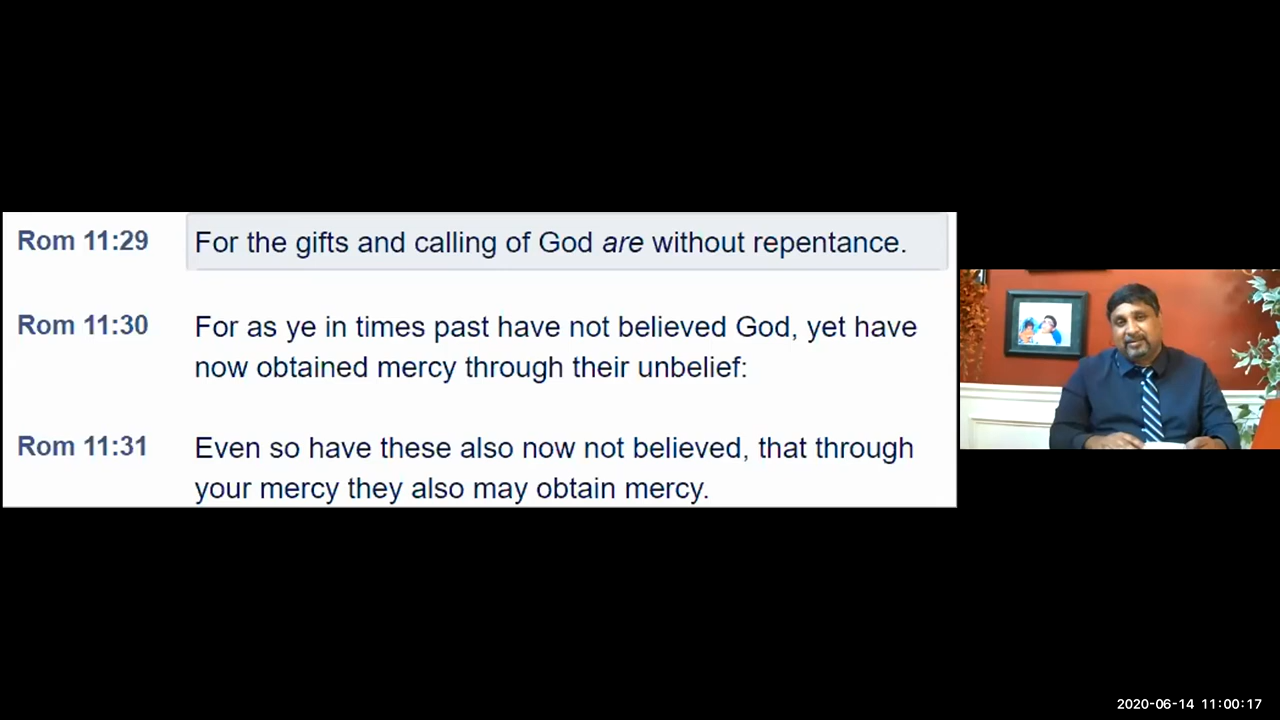 Rom 11:29 For the gifts and calling of God are without repentance.
Rom 11:30 For as ye in times past have not believed God, yet have
now obtained mercy through their unbelief:
Rom 11:31 Even so have these also now not believed, that through
your mercy they also may obtain mercy.
2020-06-14 11:00:17